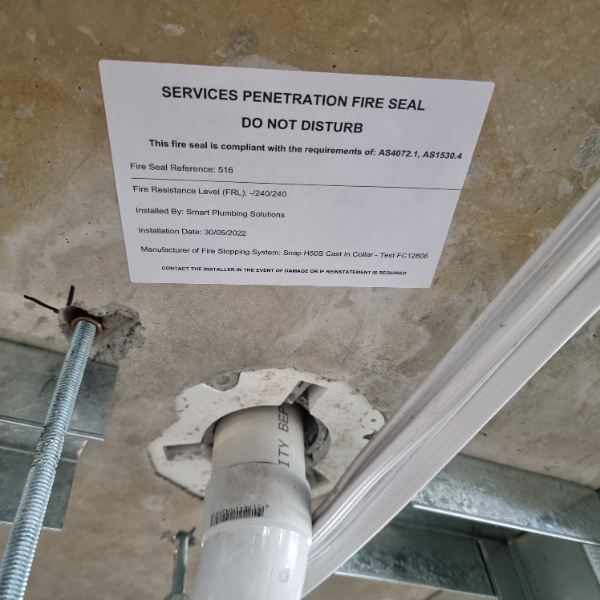 SERVICES PENETRATION FIRE SEAL
DO NOT DISTURB
This fire seal is compliant with the requirements of: AS4072.1, AS1530.4
Fire Seal Reference: 516
Fire Resistance Level (FRL): -/240/240
Installed By: Smart Plumbing Solutions
Installation Date: 30/05/2022
Manufacturer of Fire Stopping System: Snap H50S Cast In Collar - Test FC12806
CONTACT THE INSTALLER IN THE EVENT OF DAMAGE OR IF REINSTATEMENT IS REQUIRED
ITY BEP